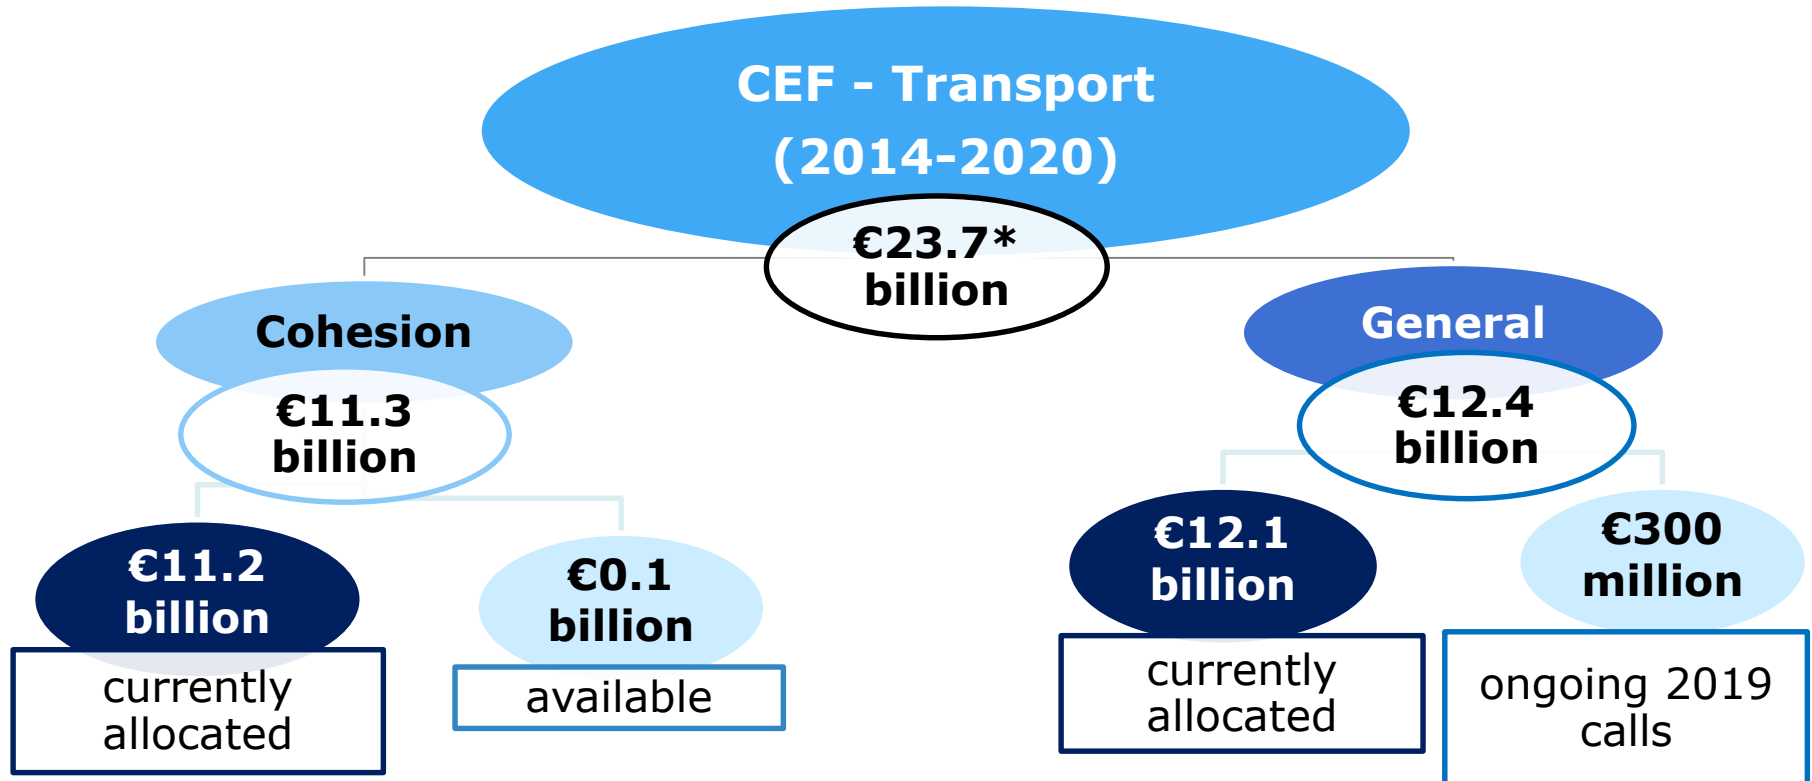 CEF - Transport
(2014-2020)
€23.7*
billion
Cohesion
€11.3
billion
€11.2
billion
currently
allocated
€0.1
billion
available
General
€12.4
billion
€12.1
billion
currently
allocated
€300
million
ongoing 2019
calls